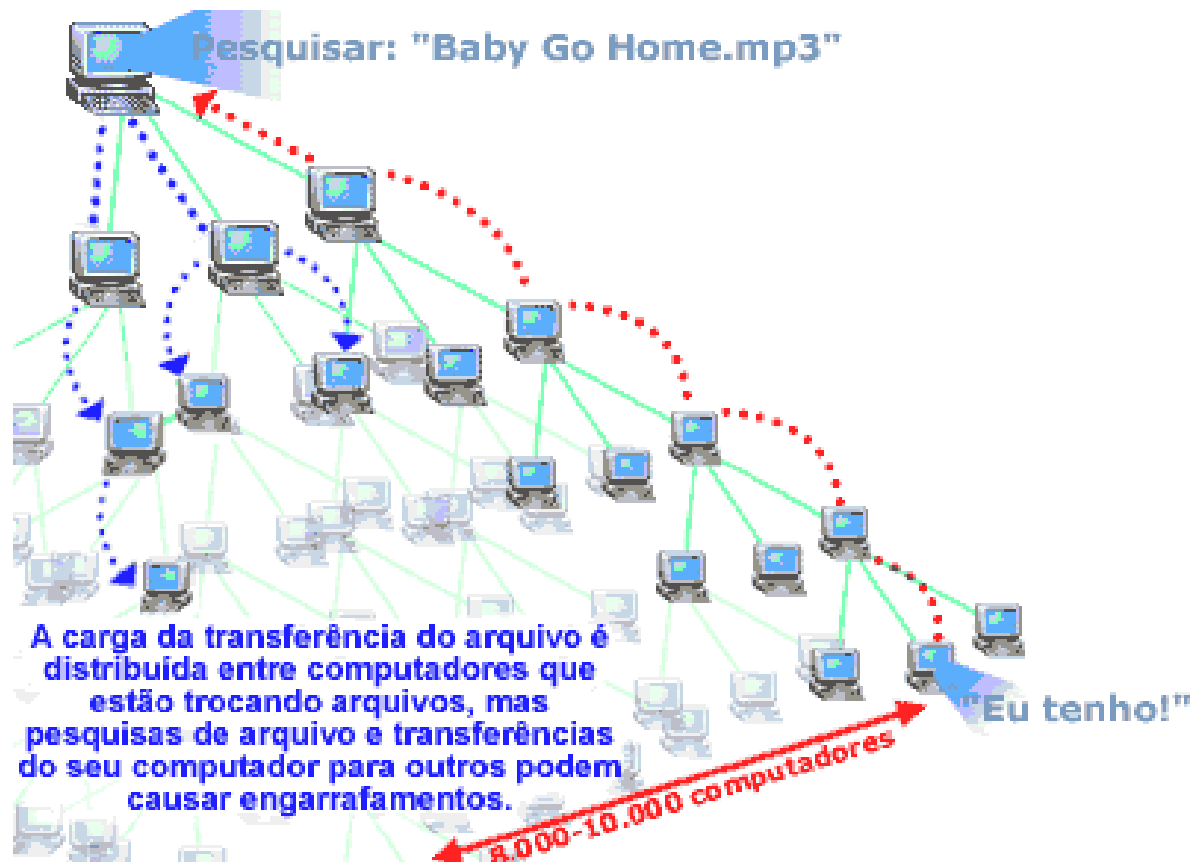 Pesquisar: "Baby Go Home.mp3"
"Eu tenho!"
8.000-10.000 computadores
A carga da transferência do arquivo é
distribuída entre computadores que
estão trocando arquivos, mas
pesquisas de arquivo e transferências
do seu computador para outros podem
causar engarrafamentos.